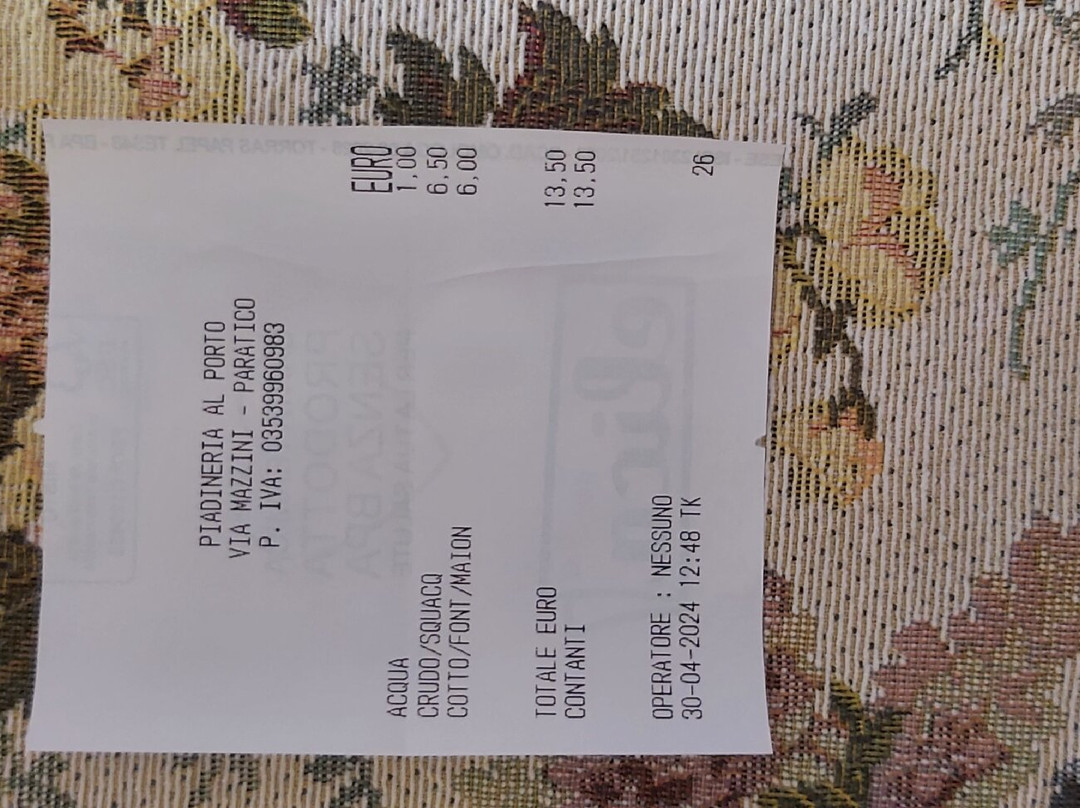 PIADINERIA AL PORTO
VIA MAZZINI - PARATICO
P. IVA: 03539960983
EURO
ACQUA 1,00
CRUDO/SQUACQ 6,50
COTTO/FONT/MAION 6,00
TOTALE EURO 13,50
CONTANTI 13,50
OPERATORE : NESSUNO
30-04-2024 12:48 TK 26